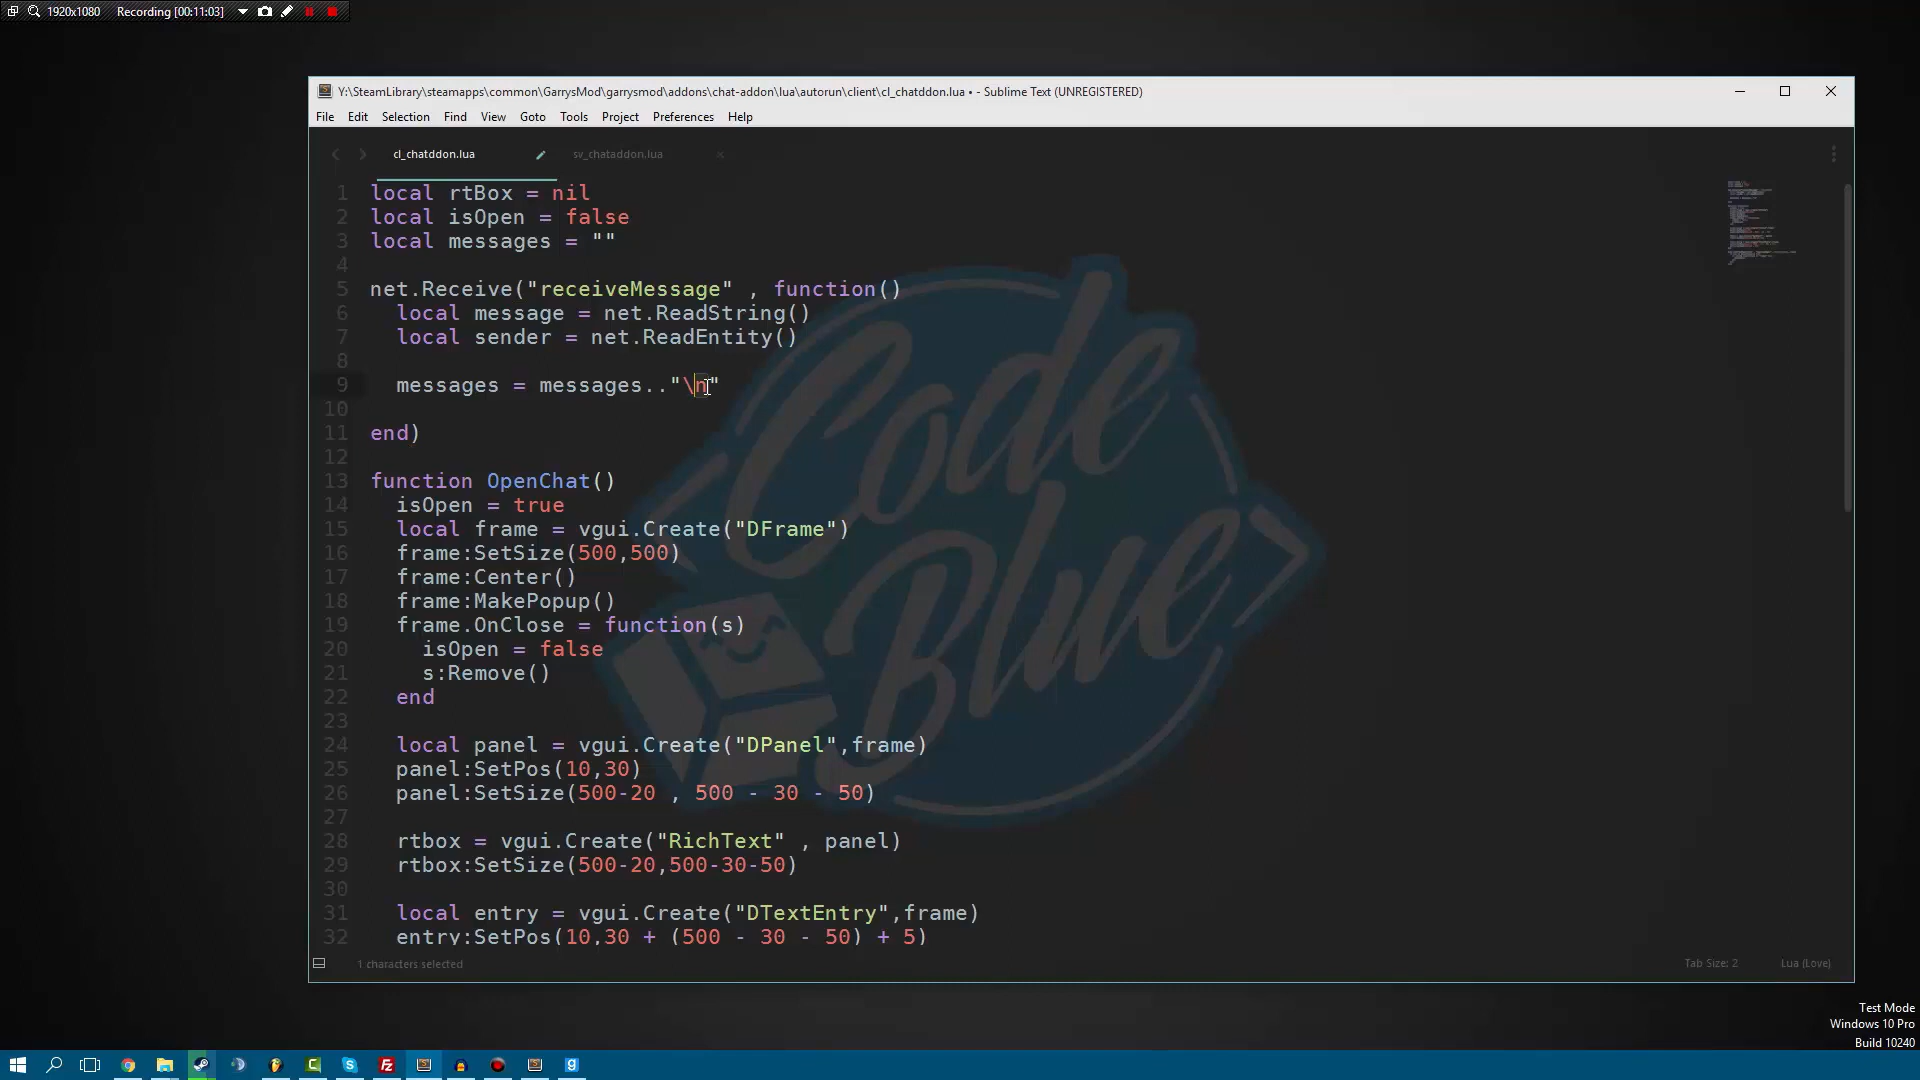 1920x1080 Recording [00:11:03]
Y:\SteamLibrary\steamapps\common\GarrysMod\garrysmod\addons\chat-addon\lua\autorun\client\cl_chatddon.lua • - Sublime Text (UNREGISTERED)
File Edit Selection Find View Goto Tools Project Preferences Help
cl_chatddon.lua sv_chataddon.lua
1 local rtBox = nil
2 local isOpen = false
3 local messages = ""
4
5 net.Receive("receiveMessage" , function()
6 local message = net.ReadString()
7 local sender = net.ReadEntity()
8
9 messages = messages.."\n"
10
11 end)
12
13 function OpenChat()
14 isOpen = true
15 local frame = vgui.Create("DFrame")
16 frame:SetSize(500,500)
17 frame:Center()
18 frame:MakePopup()
19 frame.OnClose = function(s)
20 isOpen = false
21 s:Remove()
22 end
23
24 local panel = vgui.Create("DPanel",frame)
25 panel:SetPos(10,30)
26 panel:SetSize(500-20 , 500 - 30 - 50)
27
28 rtbox = vgui.Create("RichText" , panel)
29 rtbox:SetSize(500-20,500-30-50)
30
31 local entry = vgui.Create("DTextEntry",frame)
32 entry:SetPos(10,30 + (500 - 30 - 50) + 5)
Code
Blue
1 characters selected Tab Size: 2 Lua (Love)
Test Mode
Windows 10 Pro
Build 10240